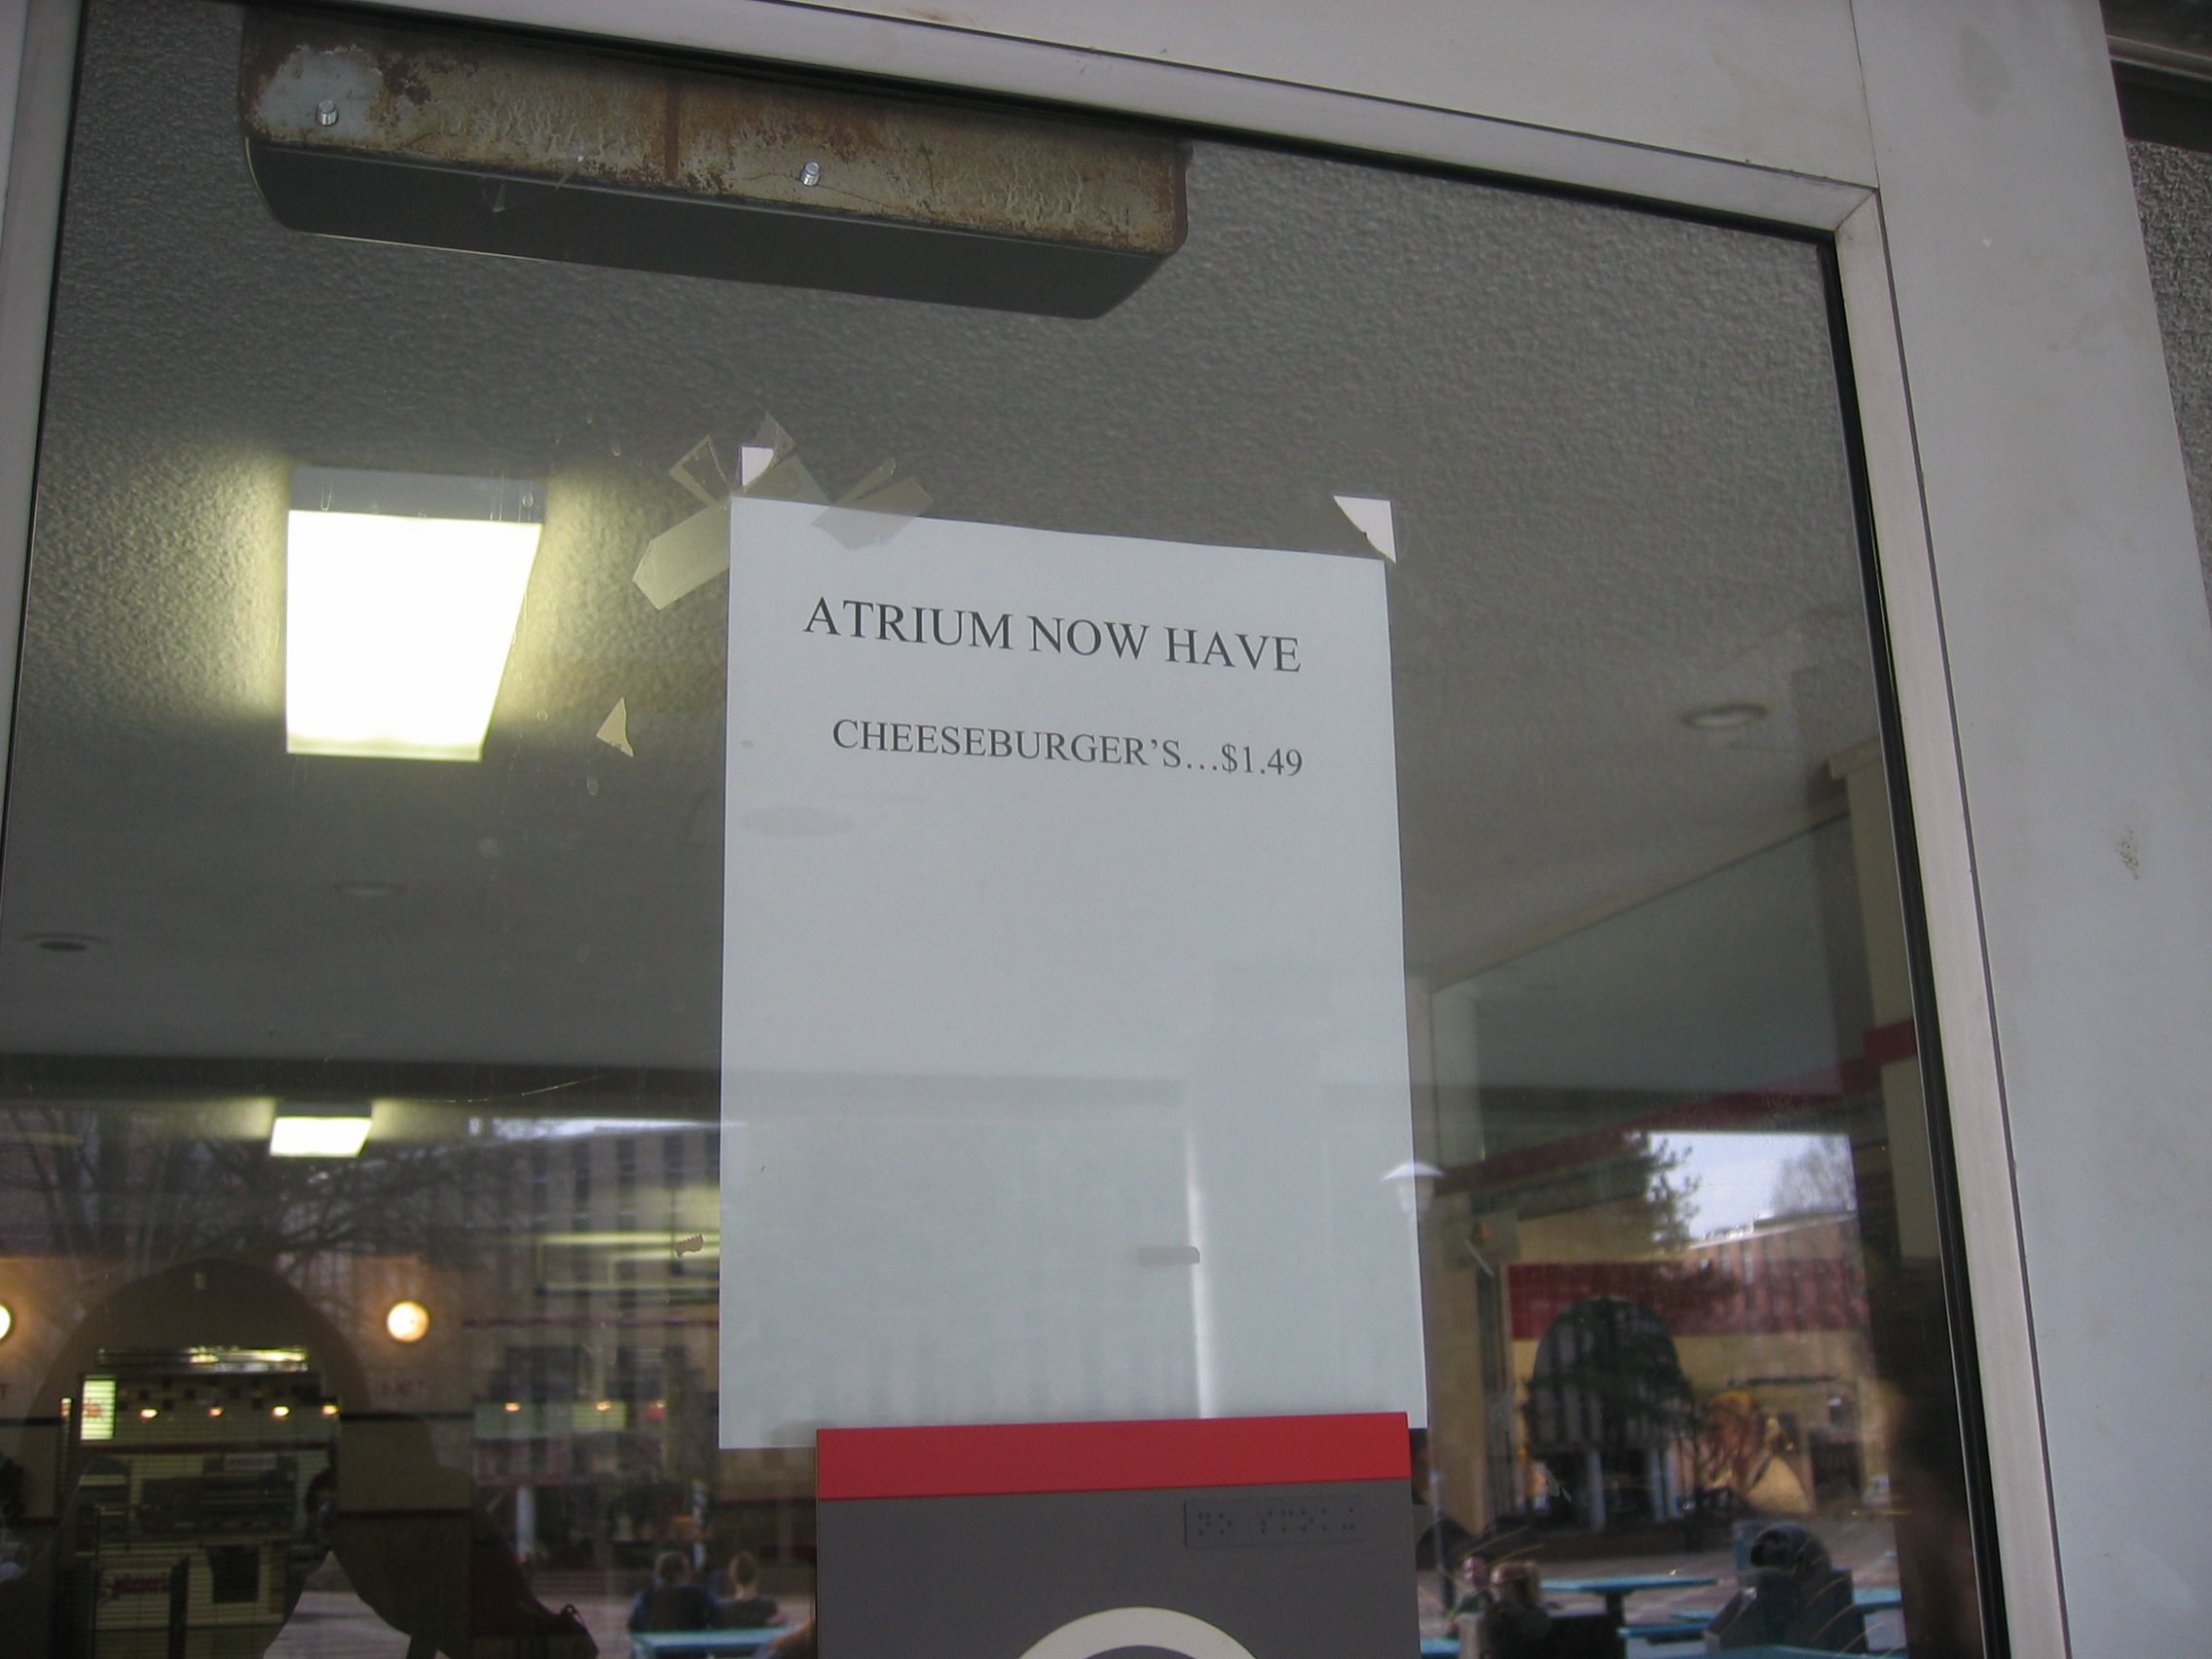 ATRIUM NOW HAVE
CHEESEBURGER’S...$1.49